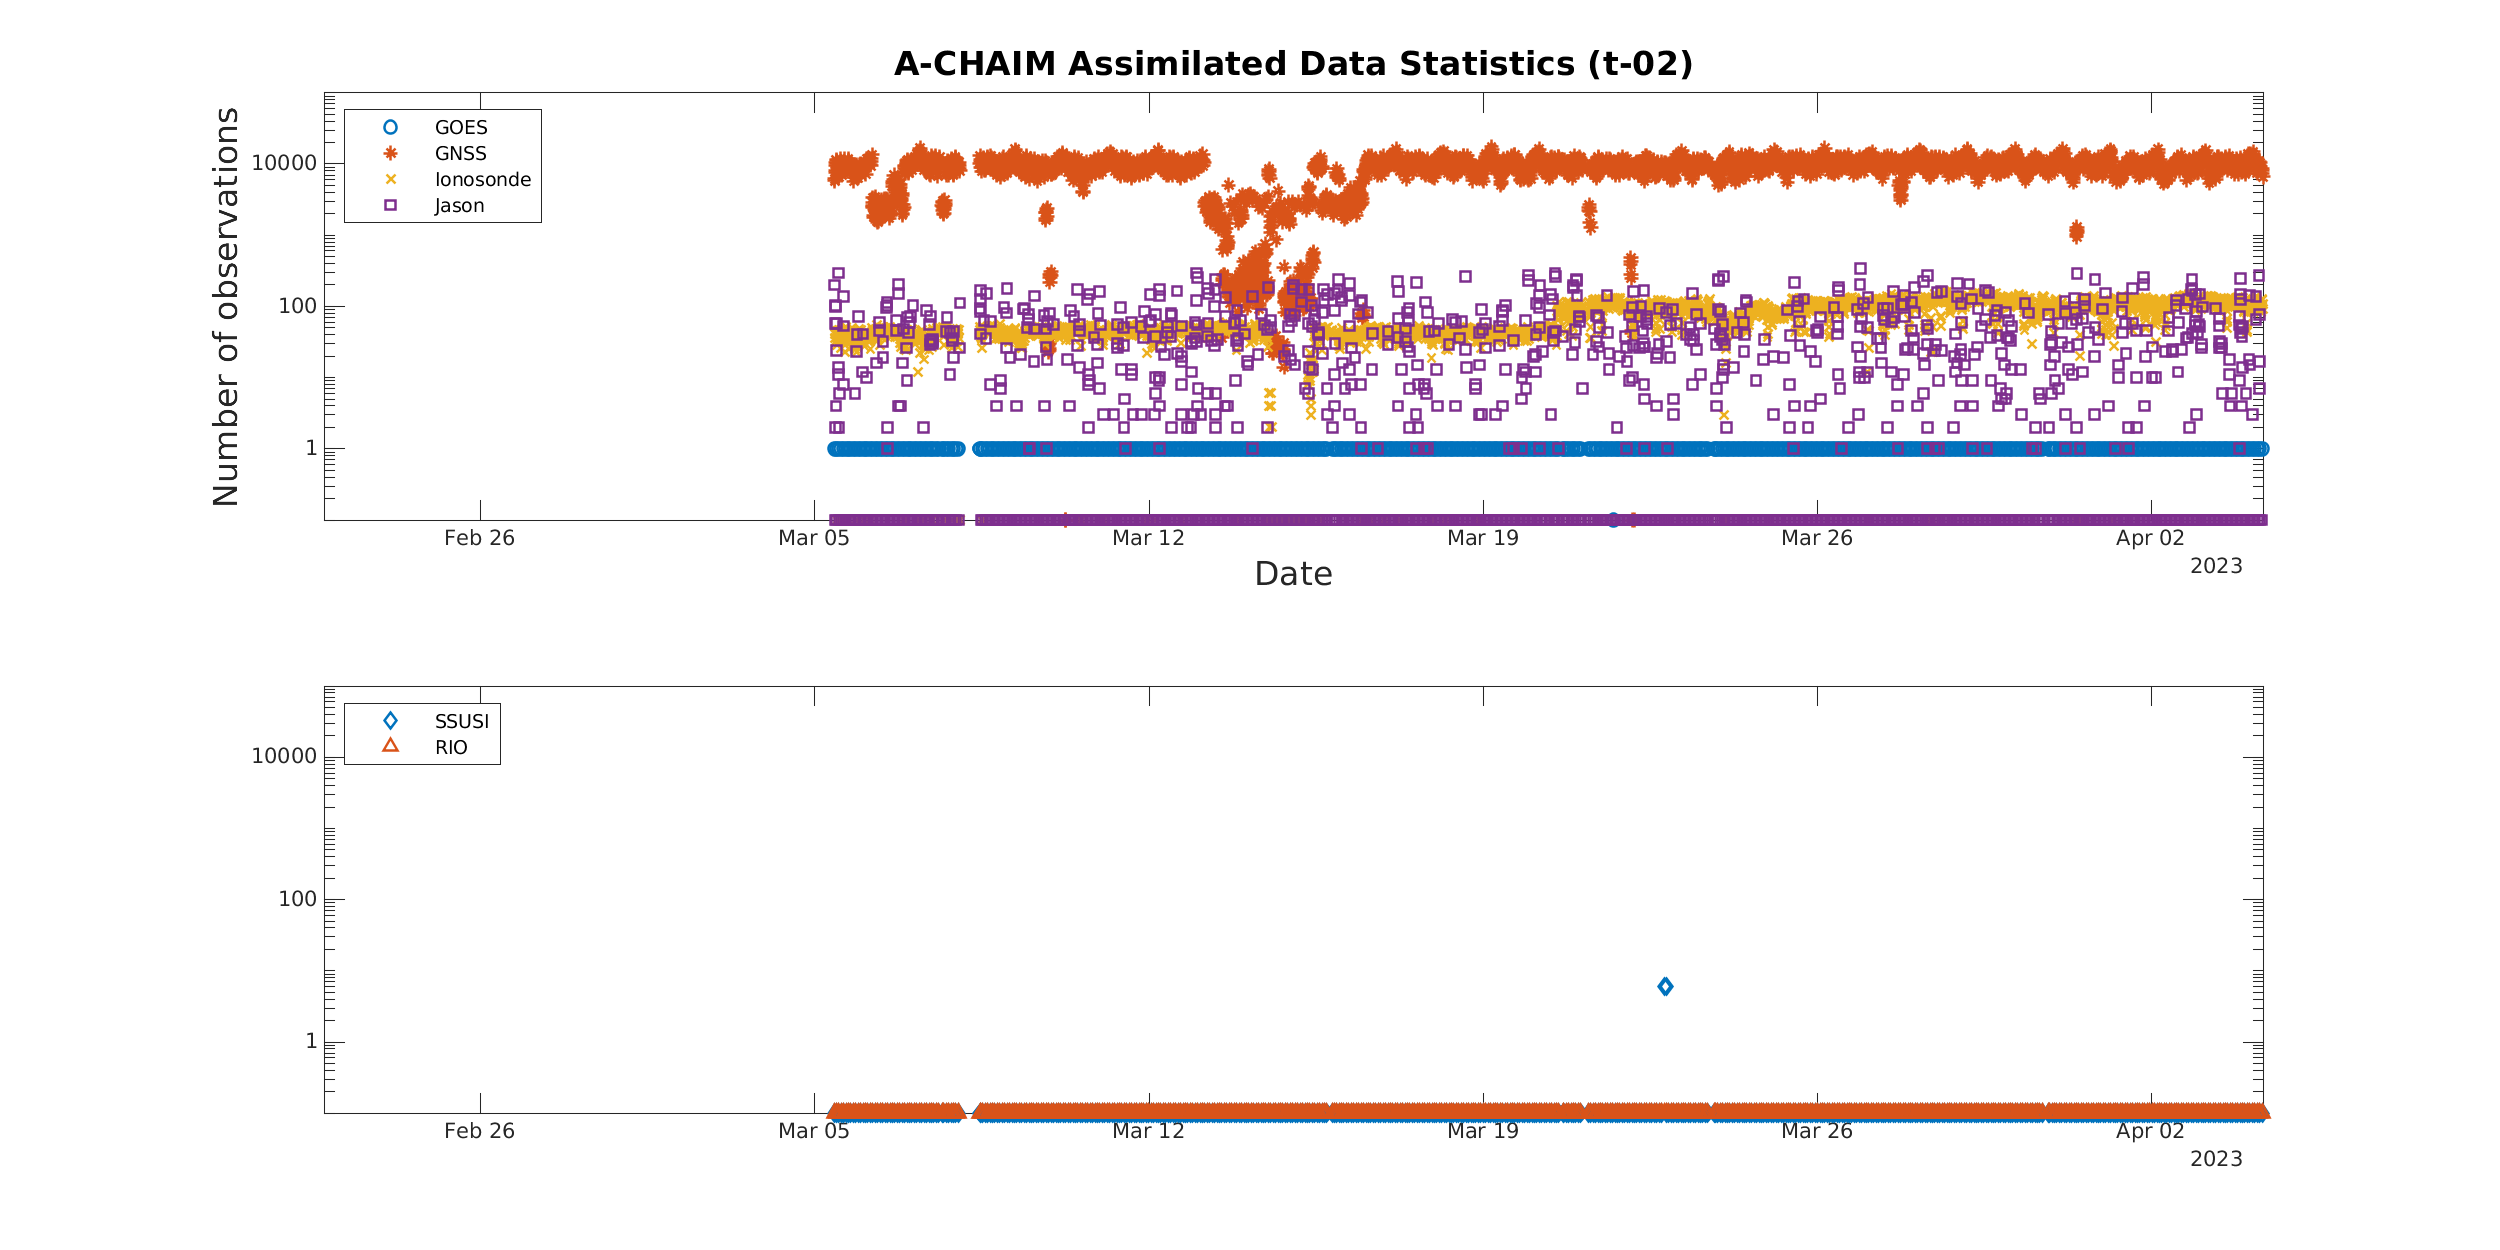 A-CHAIM Assimilated Data Statistics (t-02)
Number of observations
10000
100
1
GOES
GNSS
Ionosonde
Jason
Feb 26
Mar 05
Mar 12
Mar 19
Mar 26
Apr 02
2023
Date
10000
100
1
SSUSI
RIO
Feb 26
Mar 05
Mar 12
Mar 19
Mar 26
Apr 02
2023